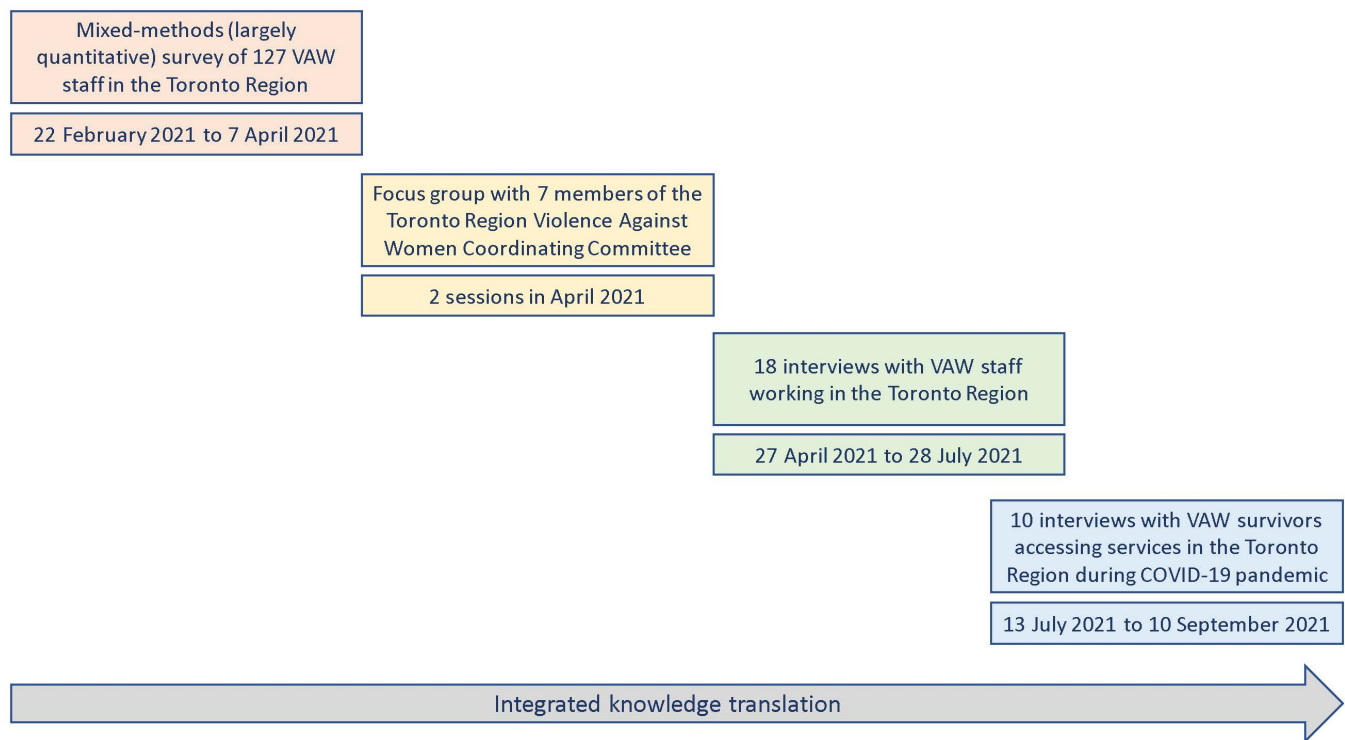 Mixed-methods (largely
quantitative) survey of 127 VAW
staff in the Toronto Region
22 February 2021 to 7 April 2021
Focus group with 7 members of the
Toronto Region Violence Against
Women Coordinating Committee
2 sessions in April 2021
18 interviews with VAW staff
working in the Toronto Region
27 April 2021 to 28 July 2021
10 interviews with VAW survivors
accessing services in the Toronto
Region during COVID-19 pandemic
13 July 2021 to 10 September 2021
Integrated knowledge translation